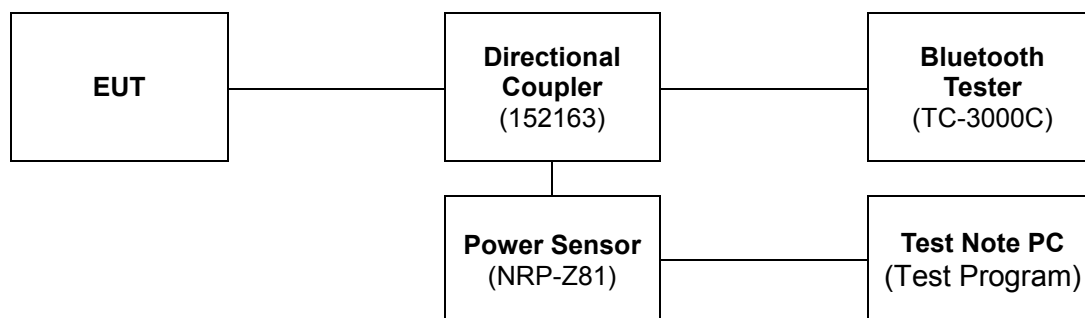 EUT
Directional
Coupler
(152163)
Bluetooth
Tester
(TC-3000C)
Power Sensor
(NRP-Z81)
Test Note PC
(Test Program)